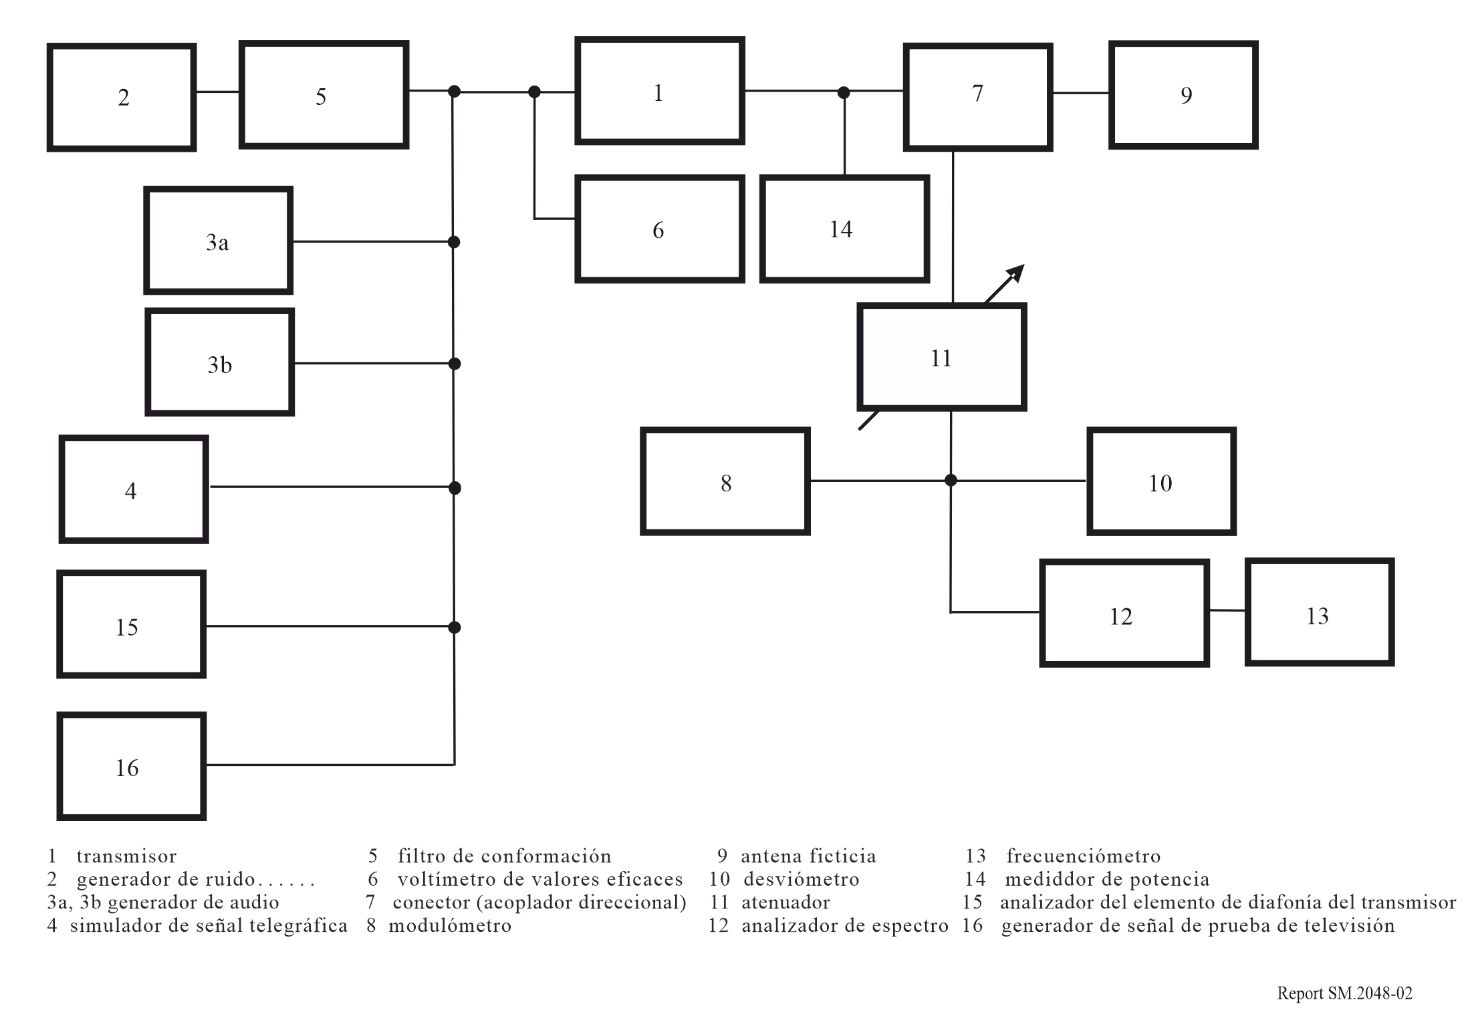 2
5
1
7
9
3a
6
14
3b
11
4
8
10
15
12
13
16
1 transmisor
2 generador de ruido......
3a, 3b generador de audio
4 simulador de señal telegráfica
5 filtro de conformación
6 voltímetro de valores eficaces
7 conector (acoplador direccional)
8 modulómetro
9 antena ficticia
10 desviómetro
11 atenuador
12 analizador de espectro
13 frecuenciómetro
14 mediddor de potencia
15 analizador del elemento de diafonía del transmisor
16 generador de señal de prueba de televisión
Report SM.2048-02